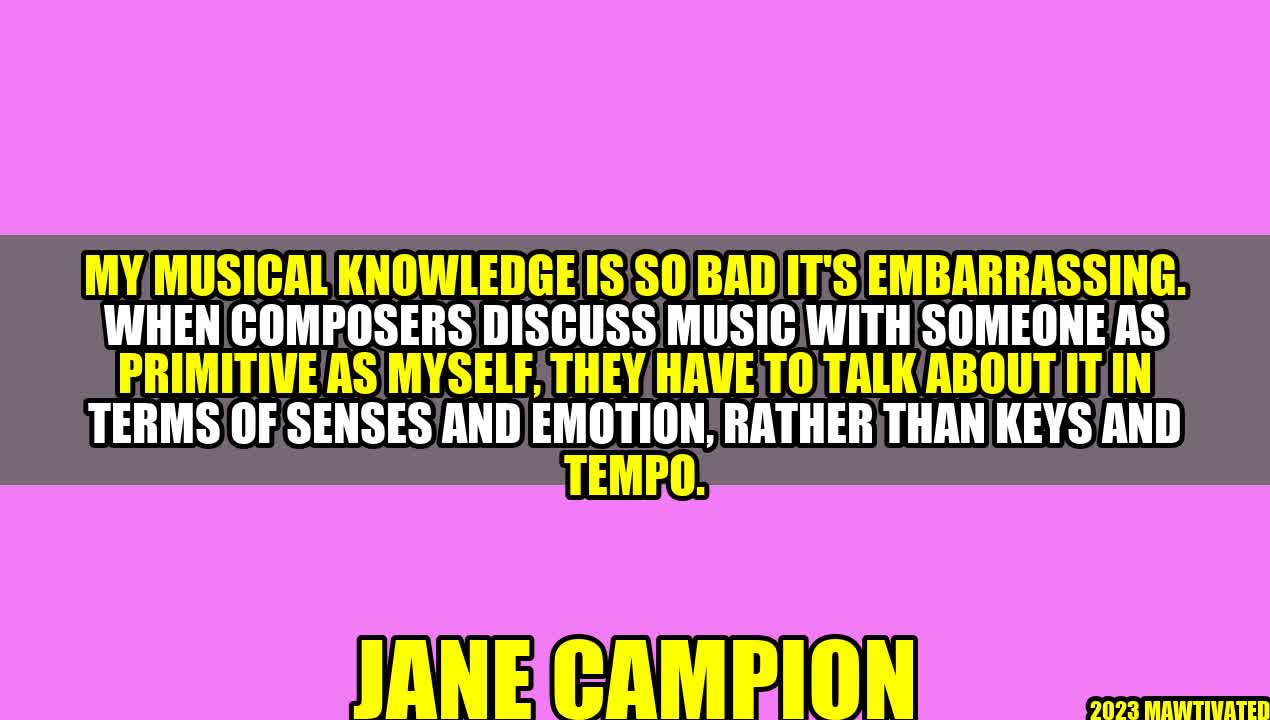 MY MUSICAL KNOWLEDGE IS SO BAD IT'S EMBARRASSING.
WHEN COMPOSERS DISCUSS MUSIC WITH SOMEONE AS
PRIMITIVE AS MYSELF, THEY HAVE TO TALK ABOUT IT IN
TERMS OF SENSES AND EMOTION, RATHER THAN KEYS AND
TEMPO.
JANE CAMPION
2023 MAWTIVATED